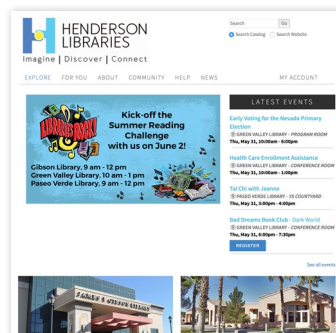 HENDERSON
LIBRARIES
Imagine | Discover | Connect
Search
Go
Search Catalog
Search Website
EXPLORE
FOR YOU
ABOUT
COMMUNITY
HELP
NEWS
MY ACCOUNT
LIBRARIES ROCK!
Kick-off the
Summer Reading
Challenge
with us on June 2!
Gibson Library, 9 am - 12 pm
Green Valley Library, 10 am - 1 pm
Paseo Verde Library, 9 am - 12 pm
LATEST EVENTS
Early Voting for the Nevada Primary
Election
GREEN VALLEY LIBRARY - PROGRAM ROOM
Thu, May 31, 10:00am - 6:00pm
Health Care Enrollment Assistance
GREEN VALLEY LIBRARY - CONFERENCE ROOM
Thu, May 31, 10:00am - 1:00pm
Tai Chi with Jeanne
PASEO VERDE LIBRARY - YS COURTYARD
Thu, May 31, 3:00pm - 4:00pm
Bad Dreams Book Club - Dark World
GREEN VALLEY LIBRARY - CONFERENCE ROOM
Thu, May 31, 6:00pm - 7:30pm
REGISTER
See all events
JAMES I GIBSON LIBRARY